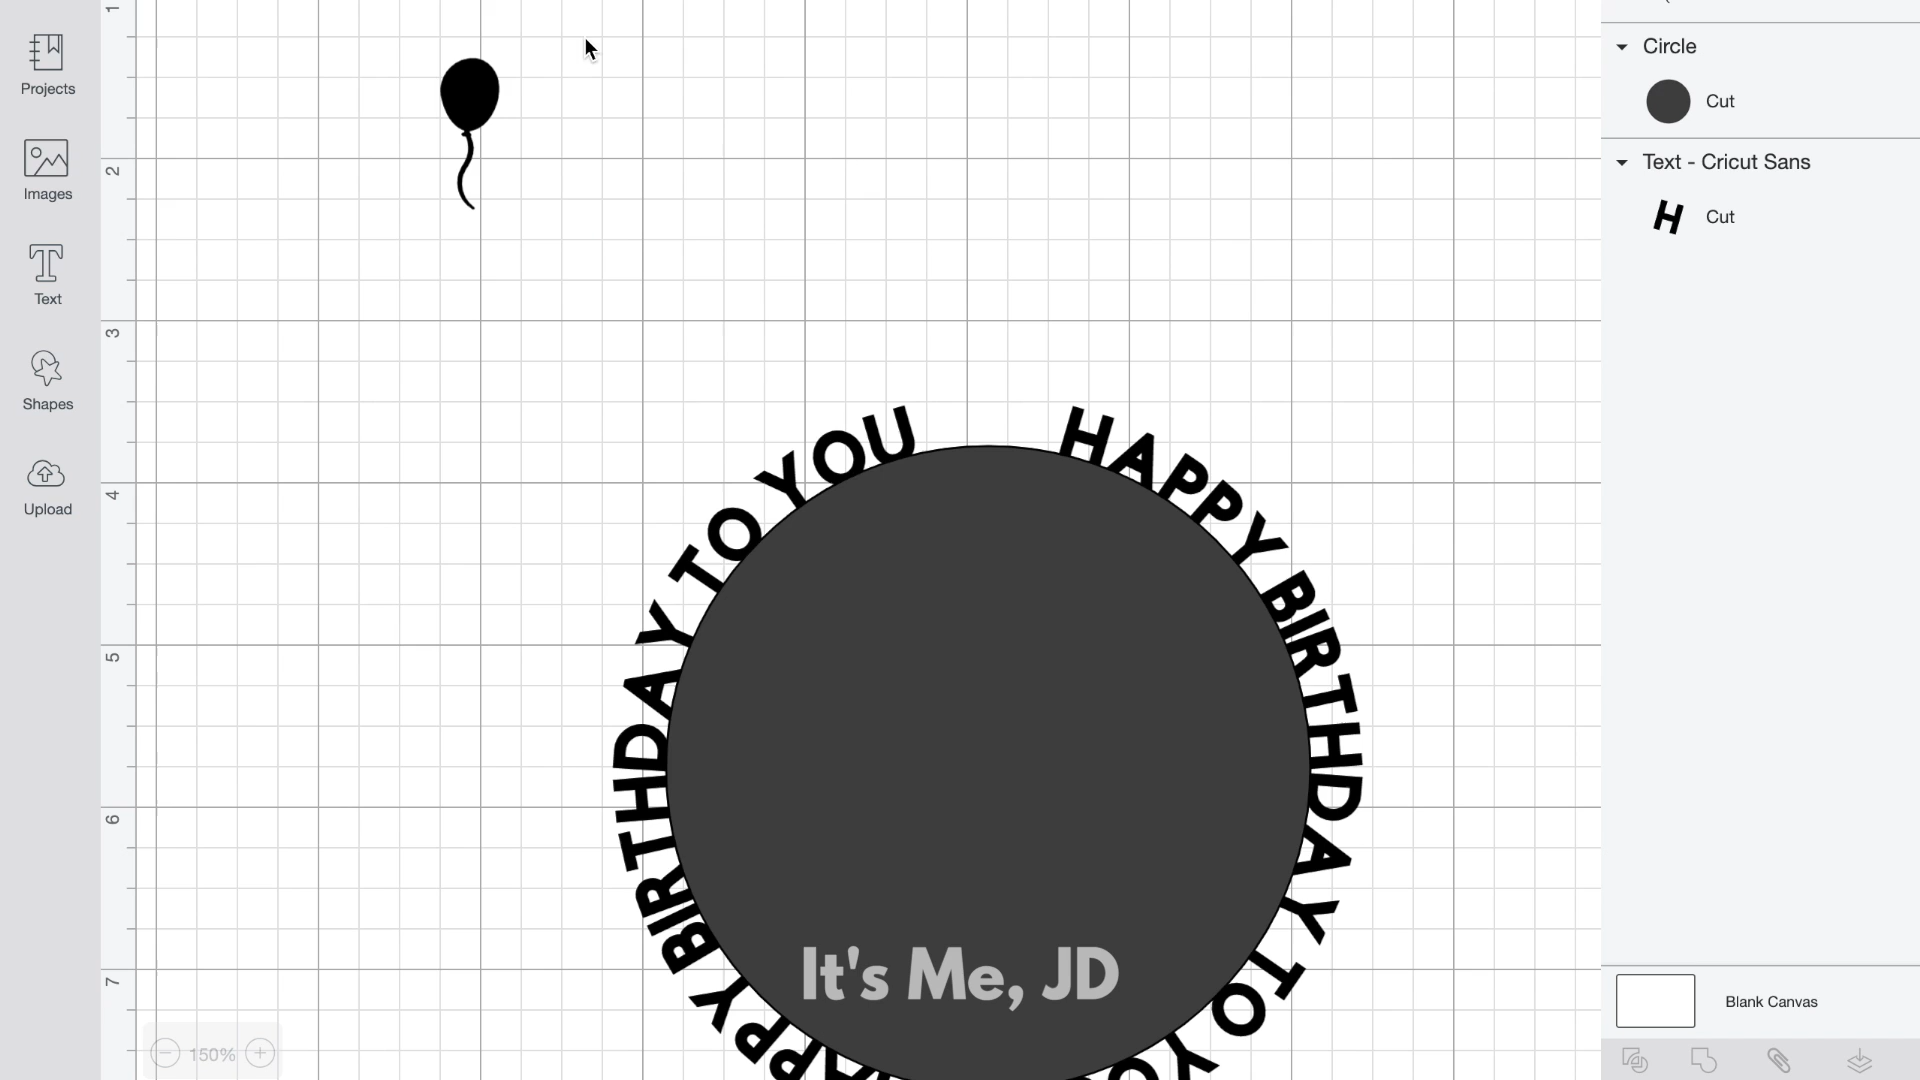 Projects
Images
Text
Shapes
Upload
1
2
3
4
5
6
7
HAPPY BIRTHDAY TO YOU
HAPPY BIRTHDAY TO YOU
It's Me, JD
150%
Circle
Cut
Text - Cricut Sans
H Cut
Blank Canvas